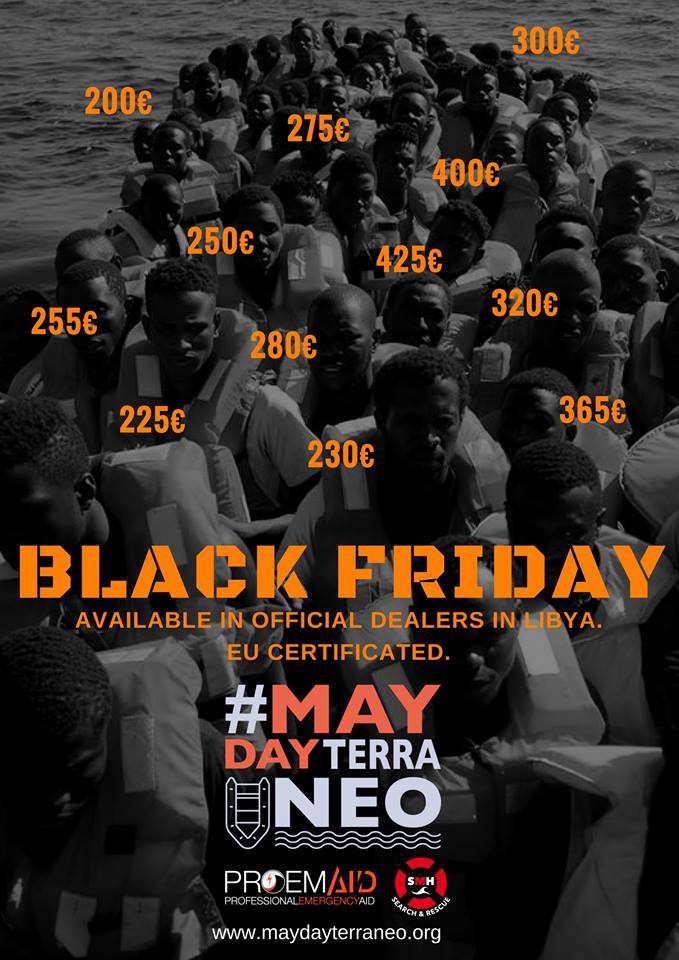 300€
200€
275€
400€
250€
425€
320€
255€
280€
225€
365€
230€
BLACK FRIDAY
AVAILABLE IN OFFICIAL DEALERS IN LIBYA.
EU CERTIFICATED.
#MAY
DAYTERRA
NEO
PROEMAID
PROFESSIONALEMERGENCYAID
SMH
SEARCH & RESCUE
www.maydayterraneo.org